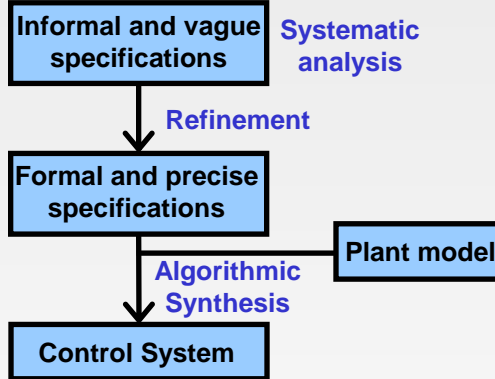 Informal and vague
specifications
Systematic
analysis
Refinement
Formal and precise
specifications
Plant model
Algorithmic
Synthesis
Control System